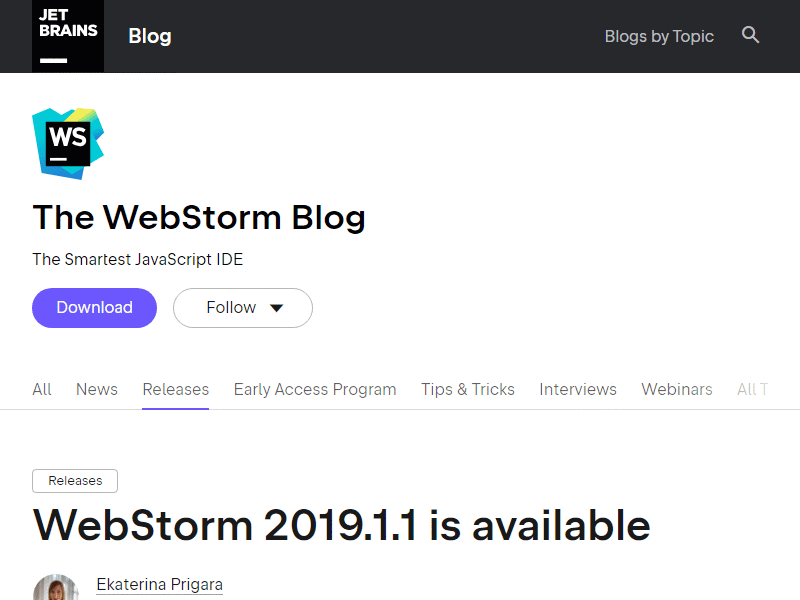 JET
BRAINS
Blog
Blogs by Topic
WS
The WebStorm Blog
The Smartest JavaScript IDE
Download
Follow
All News Releases Early Access Program Tips & Tricks Interviews Webinars All T
Releases
WebStorm 2019.1.1 is available
Ekaterina Prigara